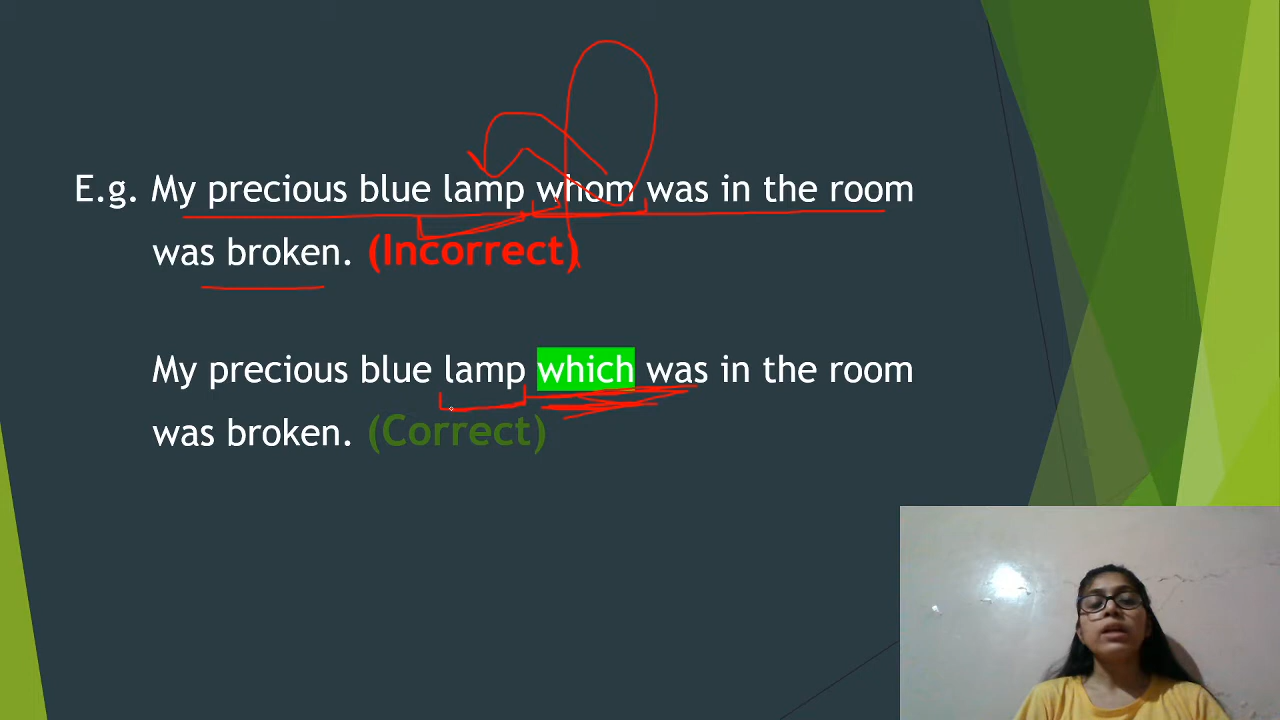 E.g. My precious blue lamp whom was in the room
was broken. (Incorrect)
My precious blue lamp which was in the room
was broken. (Correct)